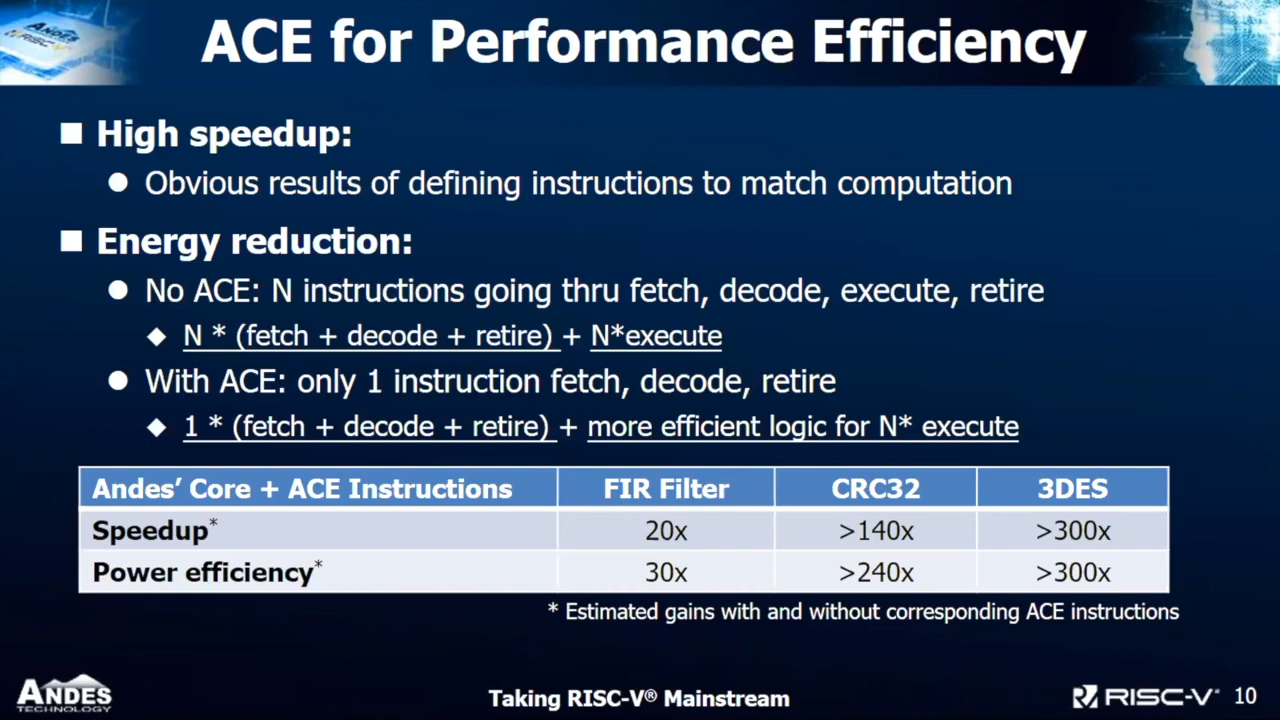 ACE for Performance Efficiency
High speedup:
Obvious results of defining instructions to match computation
Energy reduction:
No ACE: N instructions going thru fetch, decode, execute, retire
N * (fetch + decode + retire) + N*execute
With ACE: only 1 instruction fetch, decode, retire
1 * (fetch + decode + retire) + more efficient logic for N* execute
Andes' Core + ACE Instructions FIR Filter CRC32 3DES
Speedup* 20x >140x >300x
Power efficiency* 30x >240x >300x
* Estimated gains with and without corresponding ACE instructions
ANDES
TECHNOLOGY
Taking RISC-V® Mainstream
RISC-V® 10